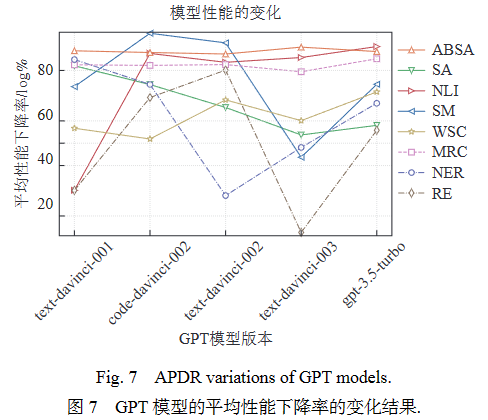 模型性能的变化
平均性能下降率/log%
80
60
40
20
ABSA
SA
NLI
SM
WSC
MRC
NER
RE
text-davinci-001
code-davinci-002
text-davinci-002
text-davinci-003
gpt-3.5-turbo
GPT模型版本
Fig. 7 APDR variations of GPT models.
图 7 GPT 模型的平均性能下降率的变化结果.